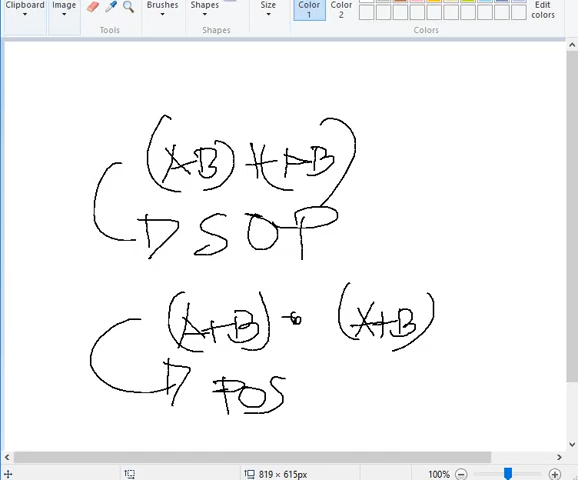 Clipboard Image Brushes Shapes Size Color 1 Color 2 Edit colors
Tools Shapes Colors
(AB) + (AB)
SOP
(A+B) • (A+B)
POS
819 × 615px 100%